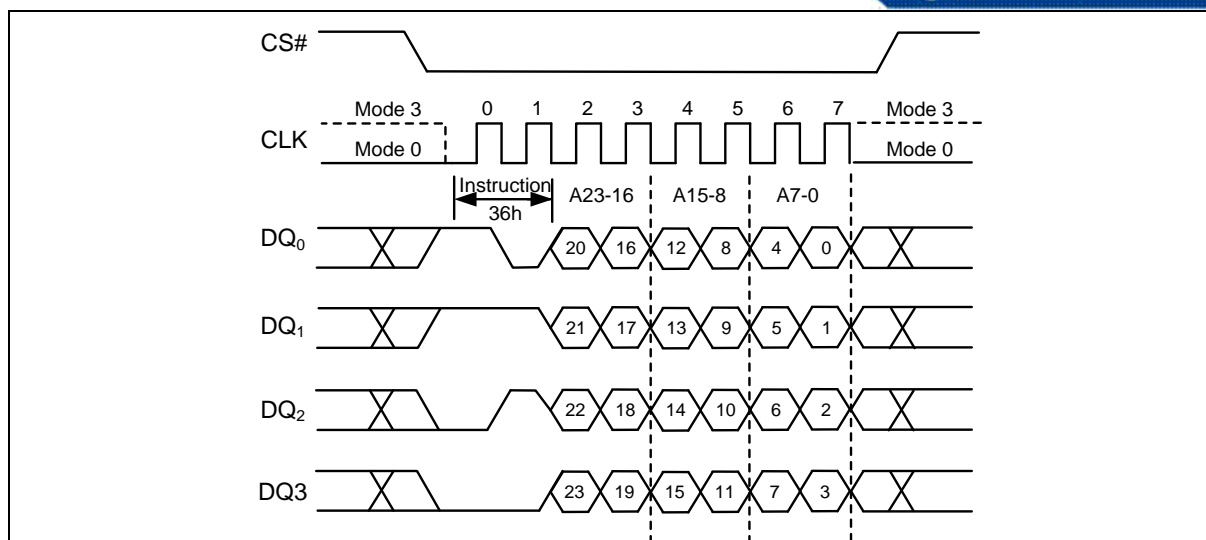 CS#
Mode 3 0 1 2 3 4 5 6 7 Mode 3
CLK
Mode 0 Mode 0
Instruction A23-16 A15-8 A7-0
36h
DQ0 20 16 12 8 4 0
DQ1 21 17 13 9 5 1
DQ2 22 18 14 10 6 2
DQ3 23 19 15 11 7 3